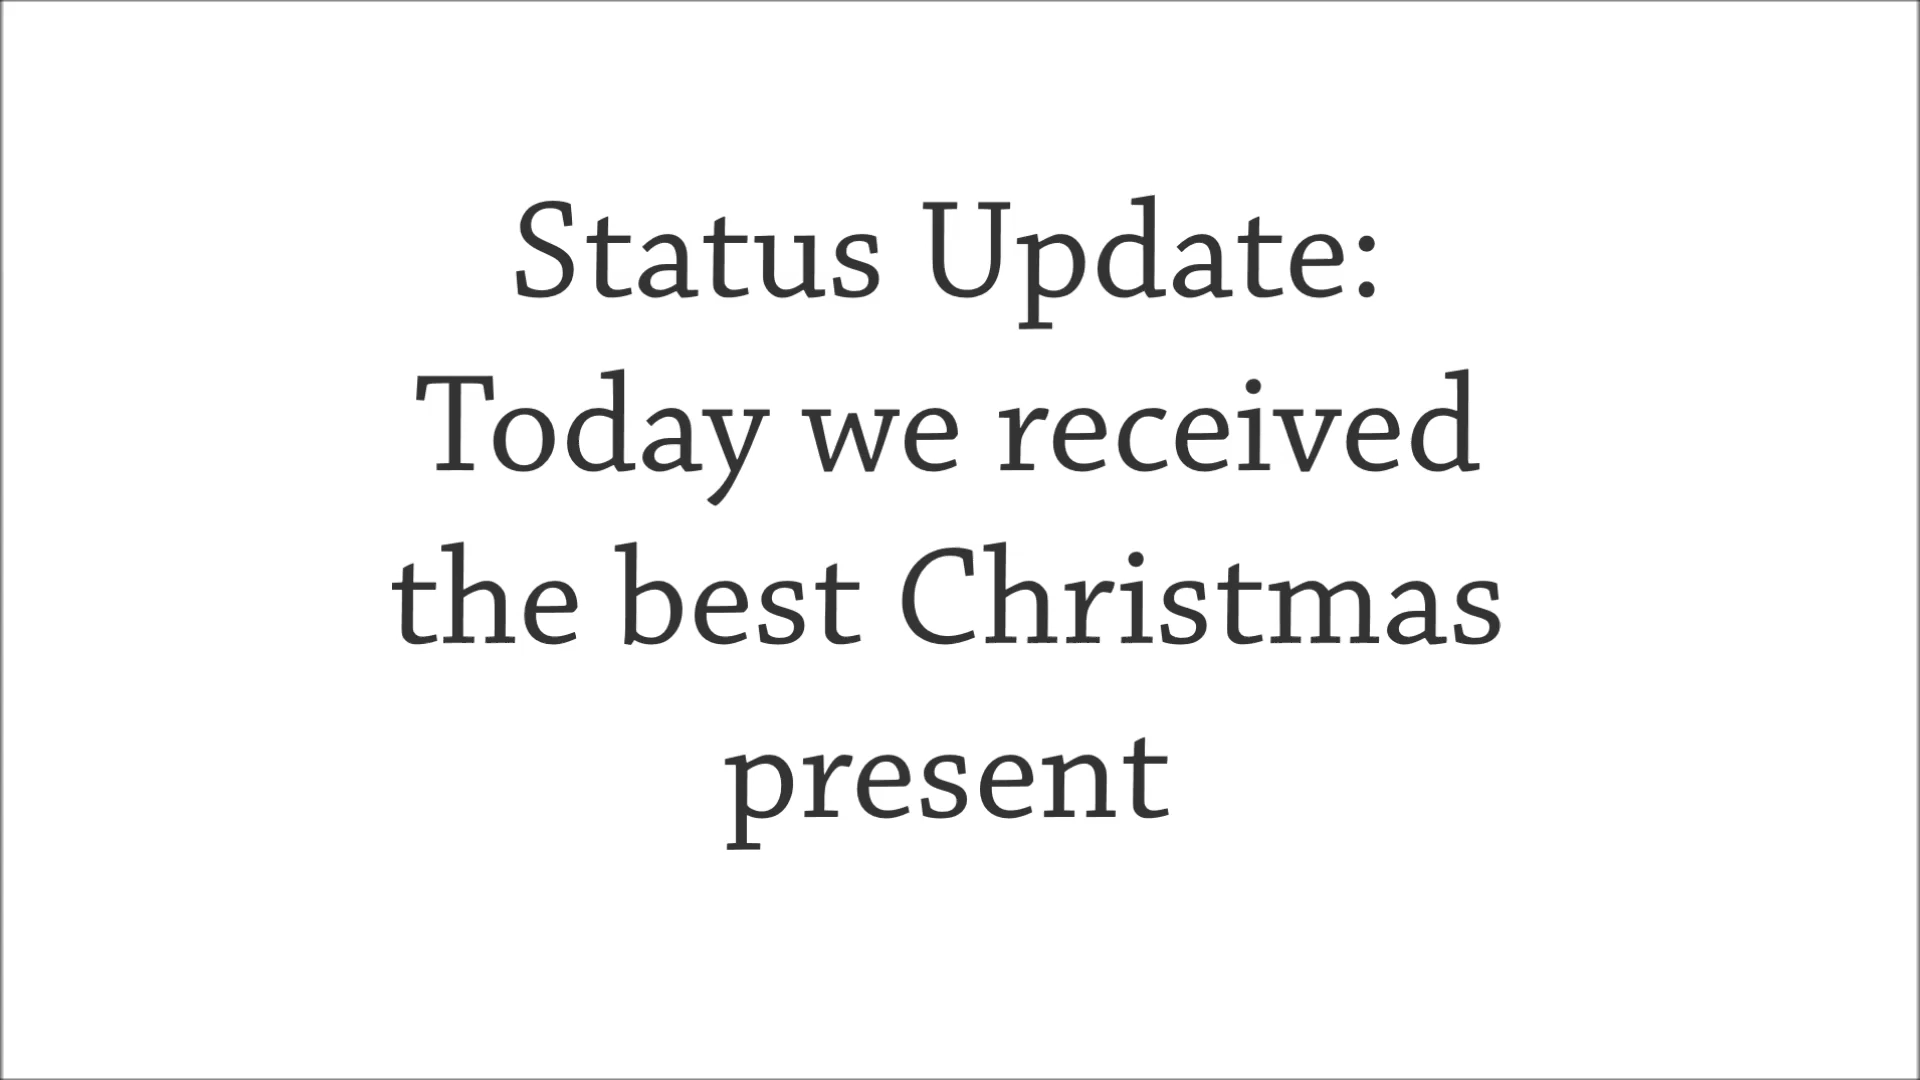 Status Update:
Today we received
the best Christmas
present